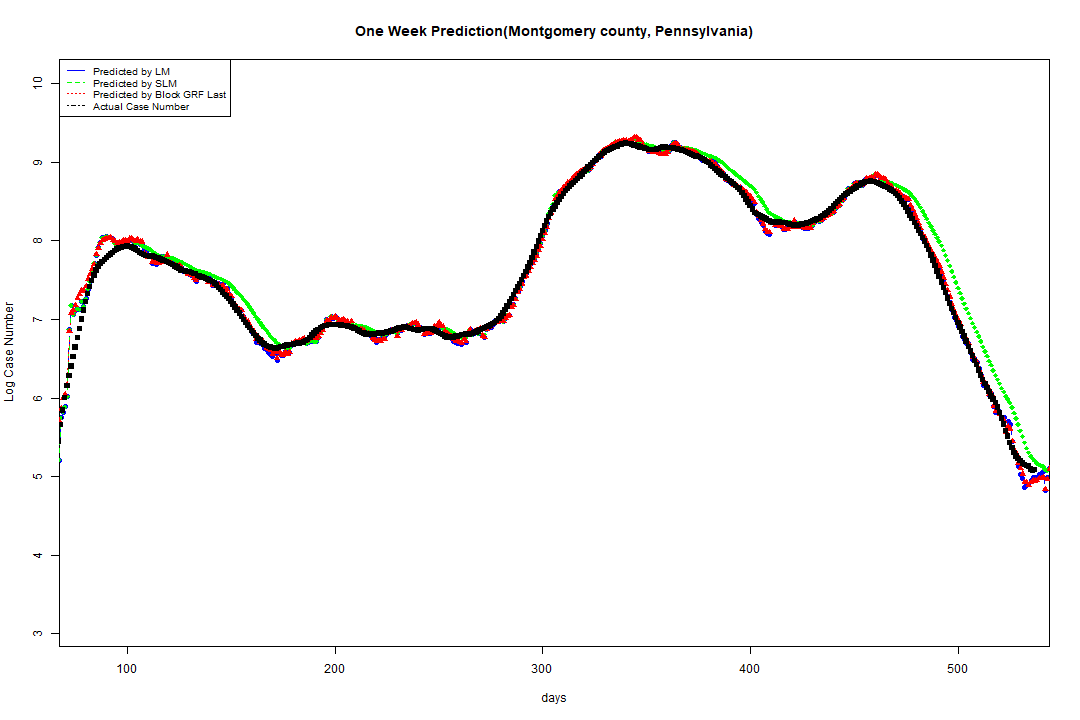 One Week Prediction(Montgomery county, Pennsylvania)
Predicted by LM
Predicted by SLM
Predicted by Block GRF Last
Actual Case Number
10
9
8
7
6
5
4
3
Log Case Number
100 200 300 400 500
days